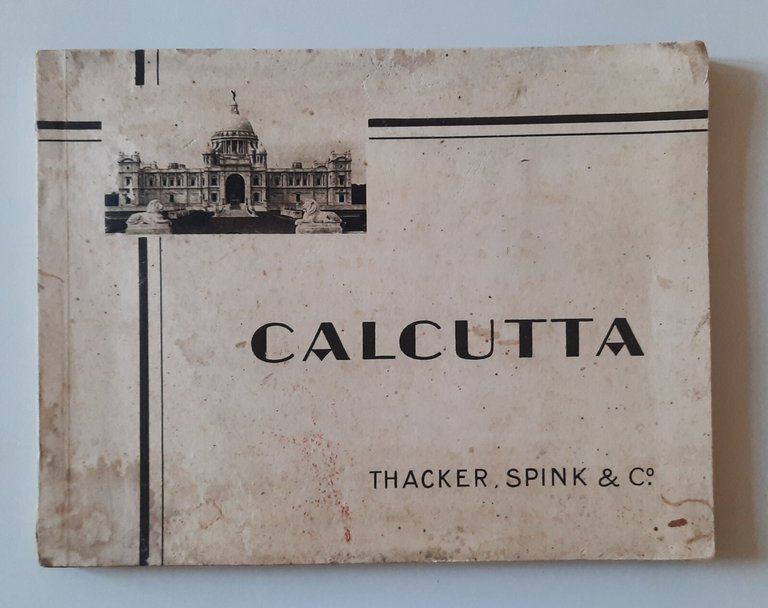 CALCUTTA
THACKER, SPINK & Cº.